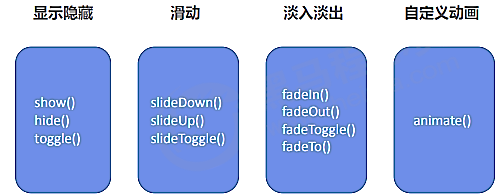 显示隐藏
show()
hide()
toggle()
滑动
slideDown()
slideUp()
slideToggle()
淡入淡出
fadeIn()
fadeOut()
fadeToggle()
fadeTo()
自定义动画
animate()